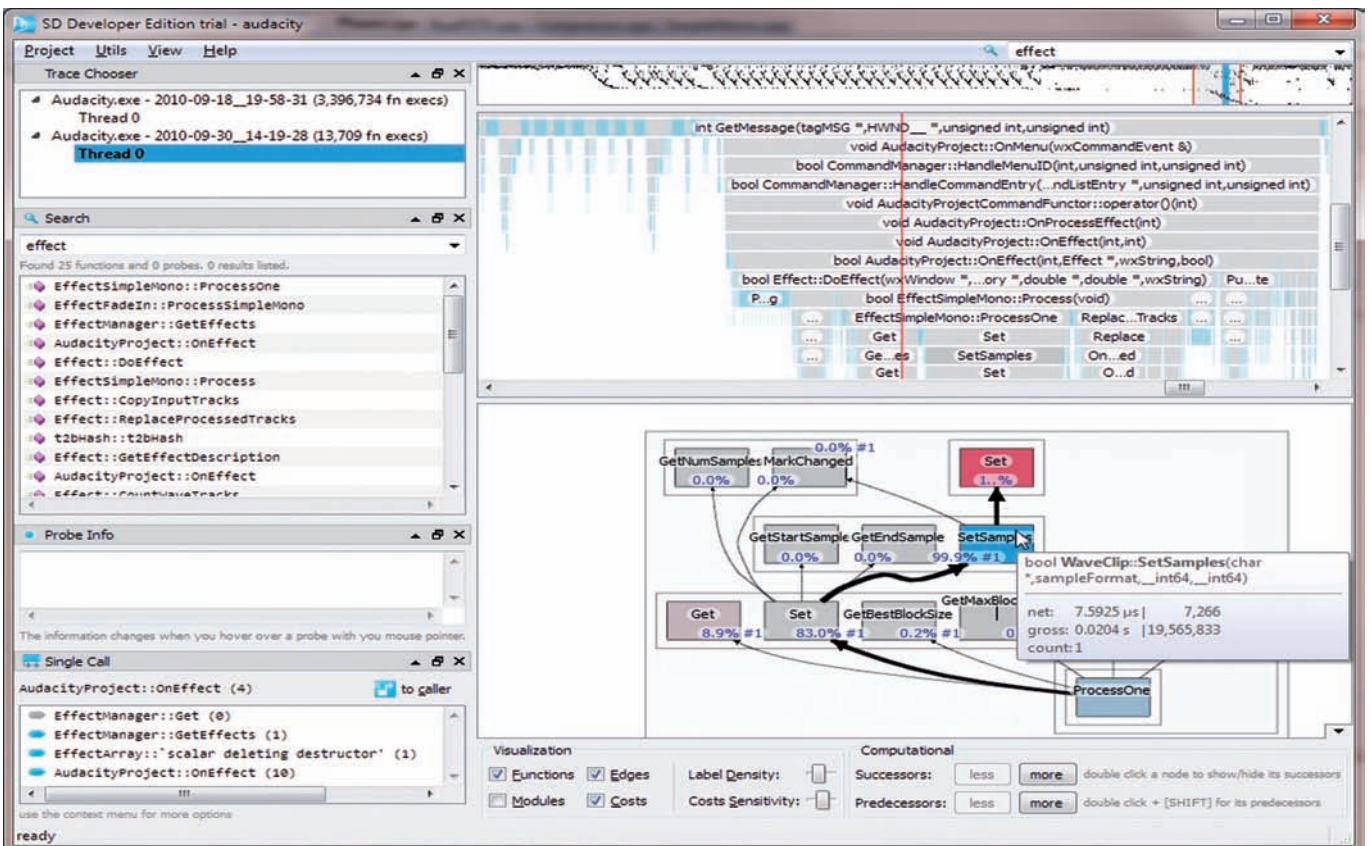 SD Developer Edition trial - audacity
Project Utils View Help
effect
Trace Chooser
Audacity.exe - 2010-09-18__19-58-31 (3,396,734 fn execs)
Thread 0
Audacity.exe - 2010-09-30__14-19-28 (13,709 fn execs)
Thread 0
Search
effect
Found 25 functions and 0 probes. 0 results listed.
EffectSimpleMono::ProcessOne
EffectFadeIn::ProcessSimpleMono
EffectManager::GetEffects
AudacityProject::OnEffect
Effect::DoEffect
EffectSimpleMono::Process
Effect::CopyInputTracks
Effect::ReplaceProcessedTracks
t2bHash::t2bHash
Effect::GetEffectDescription
AudacityProject::OnEffect
Effect::CountWaveTracks
Probe Info
The information changes when you hover over a probe with you mouse pointer.
Single Call
AudacityProject::OnEffect (4)
to caller
EffectManager::Get (0)
EffectManager::GetEffects (1)
EffectArray::`scalar deleting destructor' (1)
AudacityProject::OnEffect (10)
use the context menu for more options
ready
int GetMessage(tagMSG *,HWND__ *,unsigned int,unsigned int)
void AudacityProject::OnMenu(wxCommandEvent &)
bool CommandManager::HandleMenuID(int,unsigned int,unsigned int)
bool CommandManager::HandleCommandEntry(...ndListEntry *,unsigned int,unsigned int)
void AudacityProjectCommandFunctor::operator()(int)
void AudacityProject::OnProcessEffect(int)
void AudacityProject::OnEffect(int,int)
bool AudacityProject::OnEffect(int,Effect *,wxString,bool)
bool Effect::DoEffect(wxWindow *,...ory *,double *,double *,wxString) Pu...te
P...g bool EffectSimpleMono::Process(void) ... ...
... EffectSimpleMono::ProcessOne Replac...Tracks ... ...
... Get Set Replace ...
... Ge...es SetSamples On...ed
Get Set O...d
0.0% #1
GetNumSamples MarkChanged Set
0.0% 0.0% 1..%
GetStartSample GetEndSample SetSamples
0.0% 0.0% 99.9% #1
bool WaveClip::SetSamples(char
*,sampleFormat,__int64,__int64)
net: 7.5925 µs | 7,266
gross: 0.0204 s |19,565,833
count:1
Get Set GetBestBlockSize
8.9% #1 83.0% #1 0.2% #1 0
ProcessOne
Visualization
Functions Edges Label Density:
Modules Costs Costs Sensitivity:
Computational
Successors: less more double click a node to show/hide its successors
Predecessors: less more double click + [SHIFT] for its predecessors